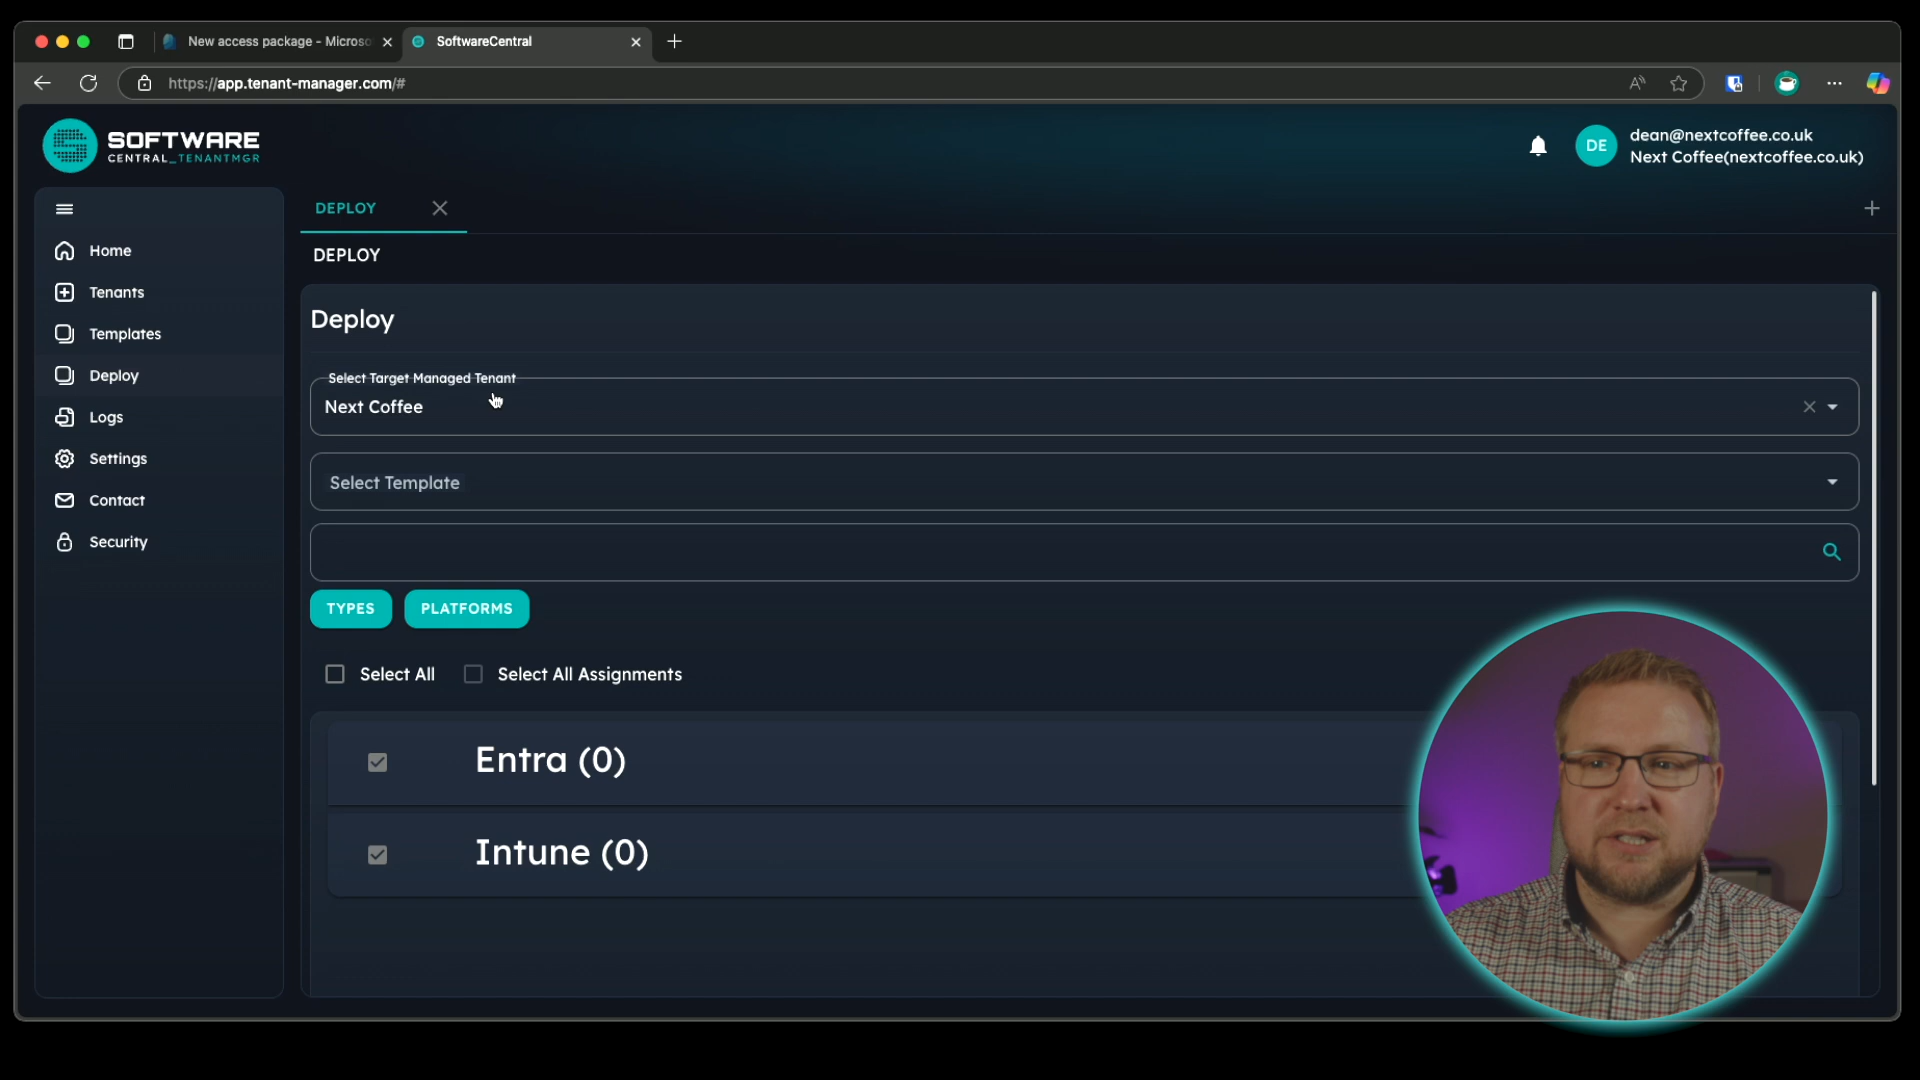 New access package - Microso
SoftwareCentral
https://app.tenant-manager.com/#
SOFTWARE
CENTRAL_TENANTMGR
DE
dean@nextcoffee.co.uk
Next Coffee(nextcoffee.co.uk)
Home
Tenants
Templates
Deploy
Logs
Settings
Contact
Security
DEPLOY
DEPLOY
Deploy
Select Target Managed Tenant
Next Coffee
Select Template
TYPES
PLATFORMS
Select All
Select All Assignments
Entra (0)
Intune (0)